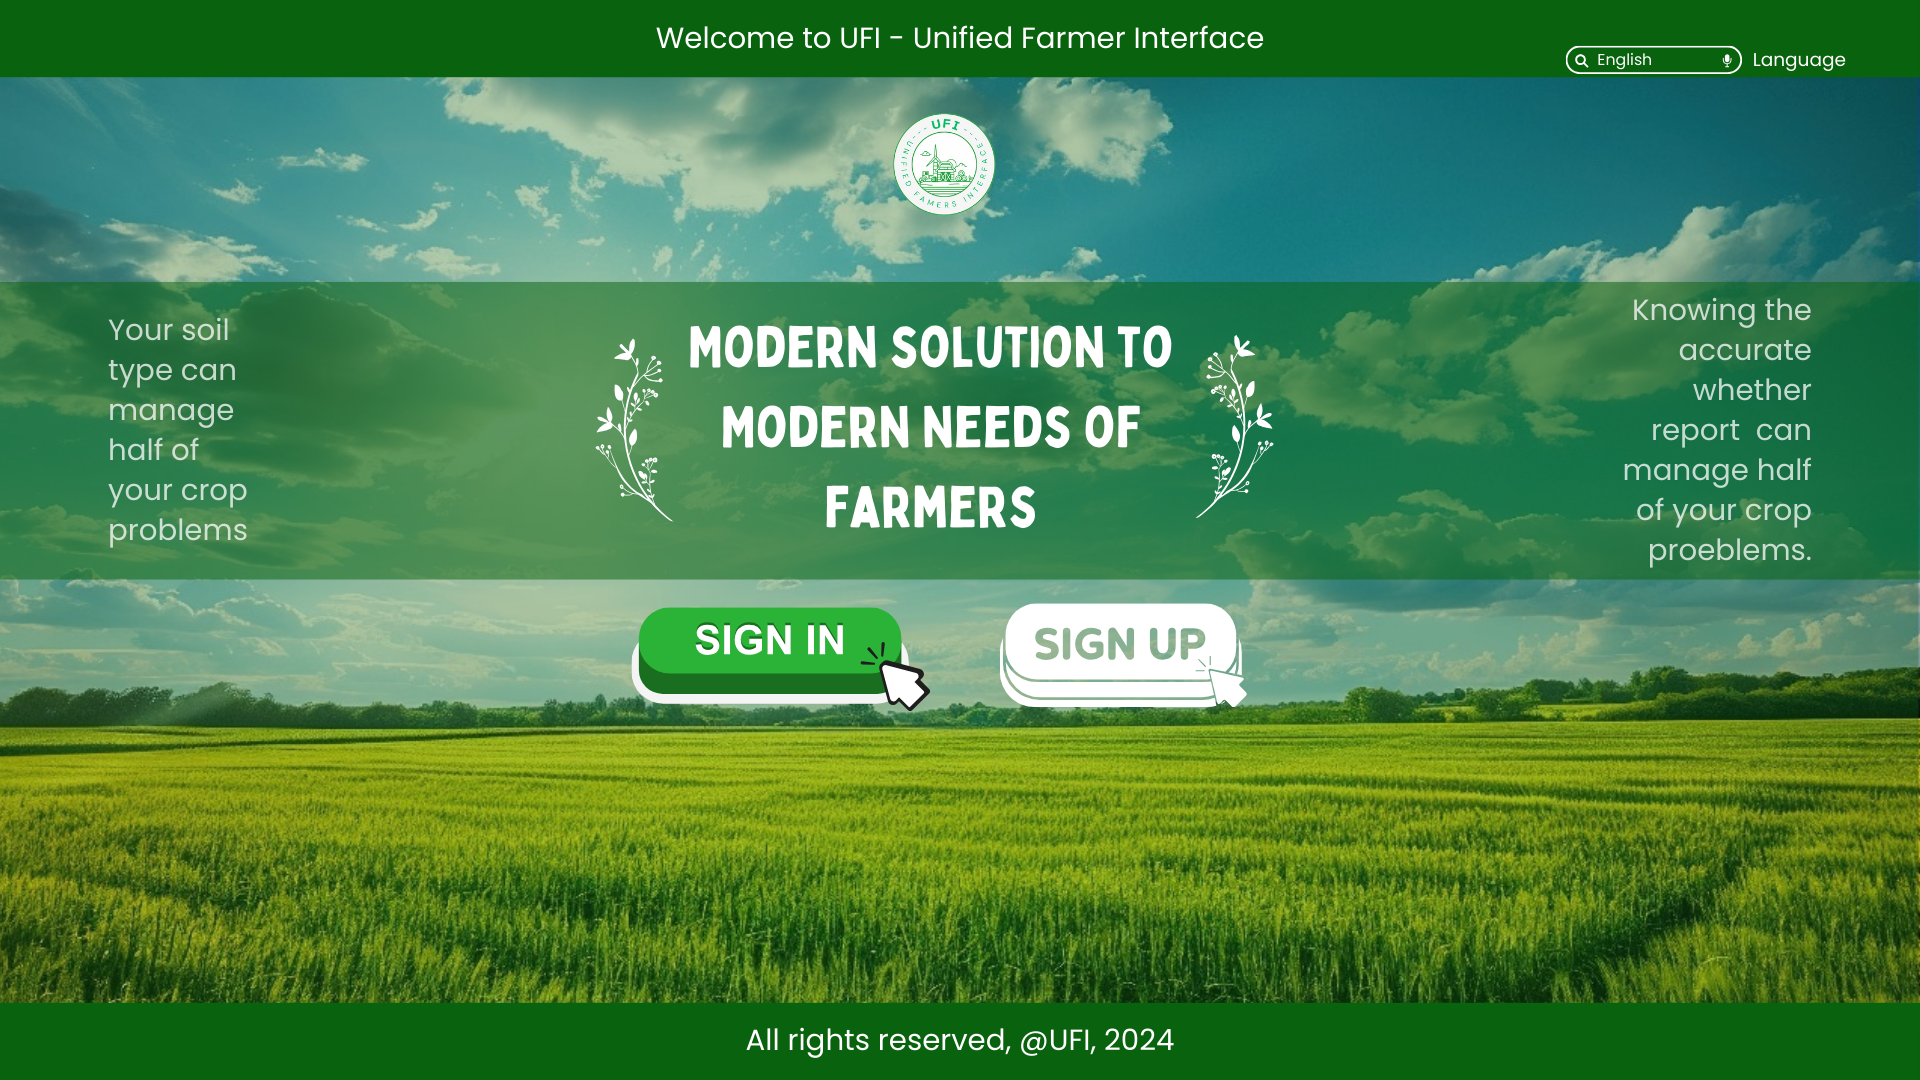 Welcome to UFI - Unified Farmer Interface
English
Language
UFI
UNIFIED FAMERS INTERFACE
Your soil
type can
manage
half of
your crop
problems
MODERN SOLUTION TO
MODERN NEEDS OF
FARMERS
Knowing the
accurate
whether
report  can
manage half
of your crop
proeblems.
SIGN IN
SIGN UP
All rights reserved, @UFI, 2024